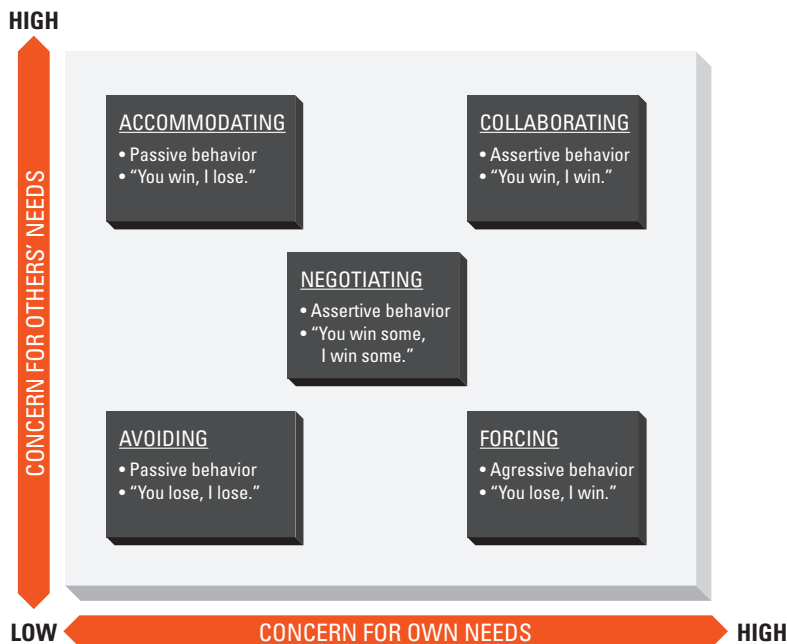 HIGH
CONCERN FOR OTHERS' NEEDS
ACCOMMODATING
• Passive behavior
• “You win, I lose.”
COLLABORATING
• Assertive behavior
• “You win, I win.”
NEGOTIATING
• Assertive behavior
• “You win some,
I win some.”
AVOIDING
• Passive behavior
• “You lose, I lose.”
FORCING
• Agressive behavior
• “You lose, I win.”
LOW
CONCERN FOR OWN NEEDS
HIGH